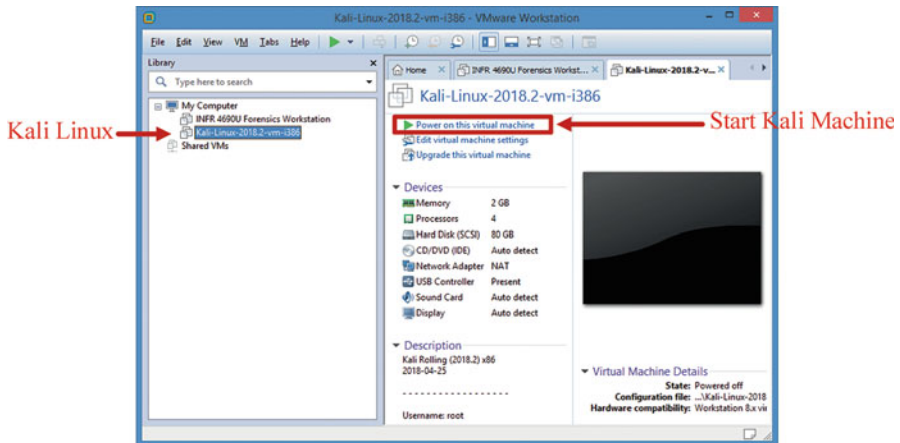 Kali-Linux-2018.2-vm-i386 - VMware Workstation
File Edit View VM Tabs Help
Library
Type here to search
My Computer
INFR 4690U Forensics Workstation
Kali-Linux-2018.2-vm-i386
Shared VMs
Kali Linux
Home
INFR 4690U Forensics Workst...
Kali-Linux-2018.2-v...
Kali-Linux-2018.2-vm-i386
Power on this virtual machine
Start Kali Machine
Edit virtual machine settings
Upgrade this virtual machine
Devices
Memory 2 GB
Processors 4
Hard Disk (SCSI) 80 GB
CD/DVD (IDE) Auto detect
Network Adapter NAT
USB Controller Present
Sound Card Auto detect
Display Auto detect
Description
Kali Rolling (2018.2) x86
2018-04-25
- - - - - - - - - - - - - - - -
Username: root
Virtual Machine Details
State: Powered off
Configuration file: ...\Kali-Linux-2018
Hardware compatibility: Workstation 8.x vir